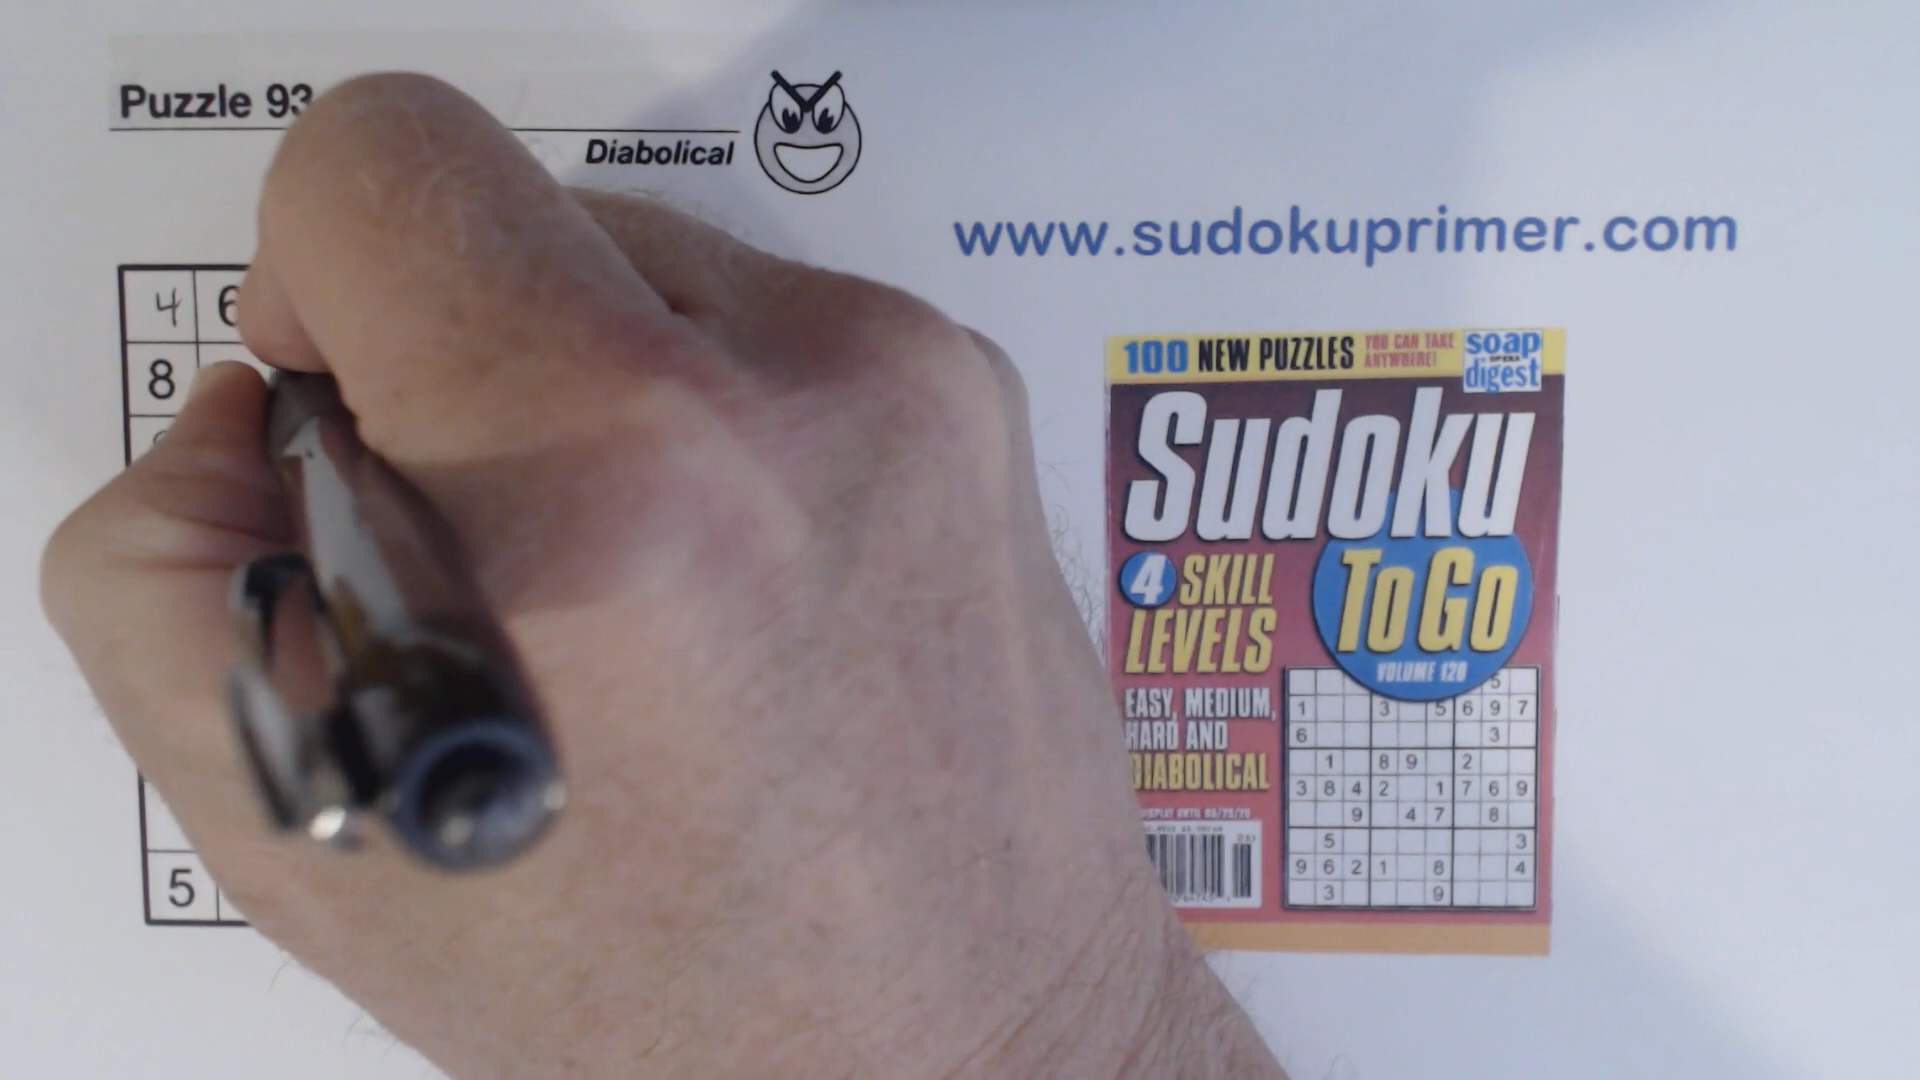 Puzzle 93
Diabolical
www.sudokuprimer.com
4 6
8
5
100 NEW PUZZLES YOU CAN TAKE ANYWHERE!
soap
OPERA
digest
Sudoku
To Go
VOLUME 120
4 SKILL
LEVELS
EASY, MEDIUM,
HARD AND
DIABOLICAL
5
1 3 5 6 9 7
6 3
1 8 9 2
3 8 4 2 1 7 6 9
9 4 7 8
5 3
9 6 2 1 8 4
3 9